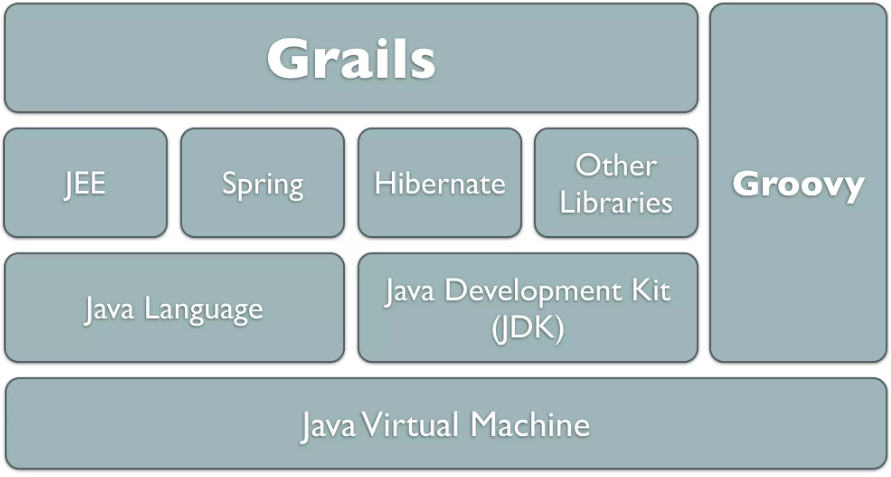 Grails
JEE
Spring
Hibernate
Other
Libraries
Groovy
Java Language
Java Development Kit
(JDK)
Java Virtual Machine